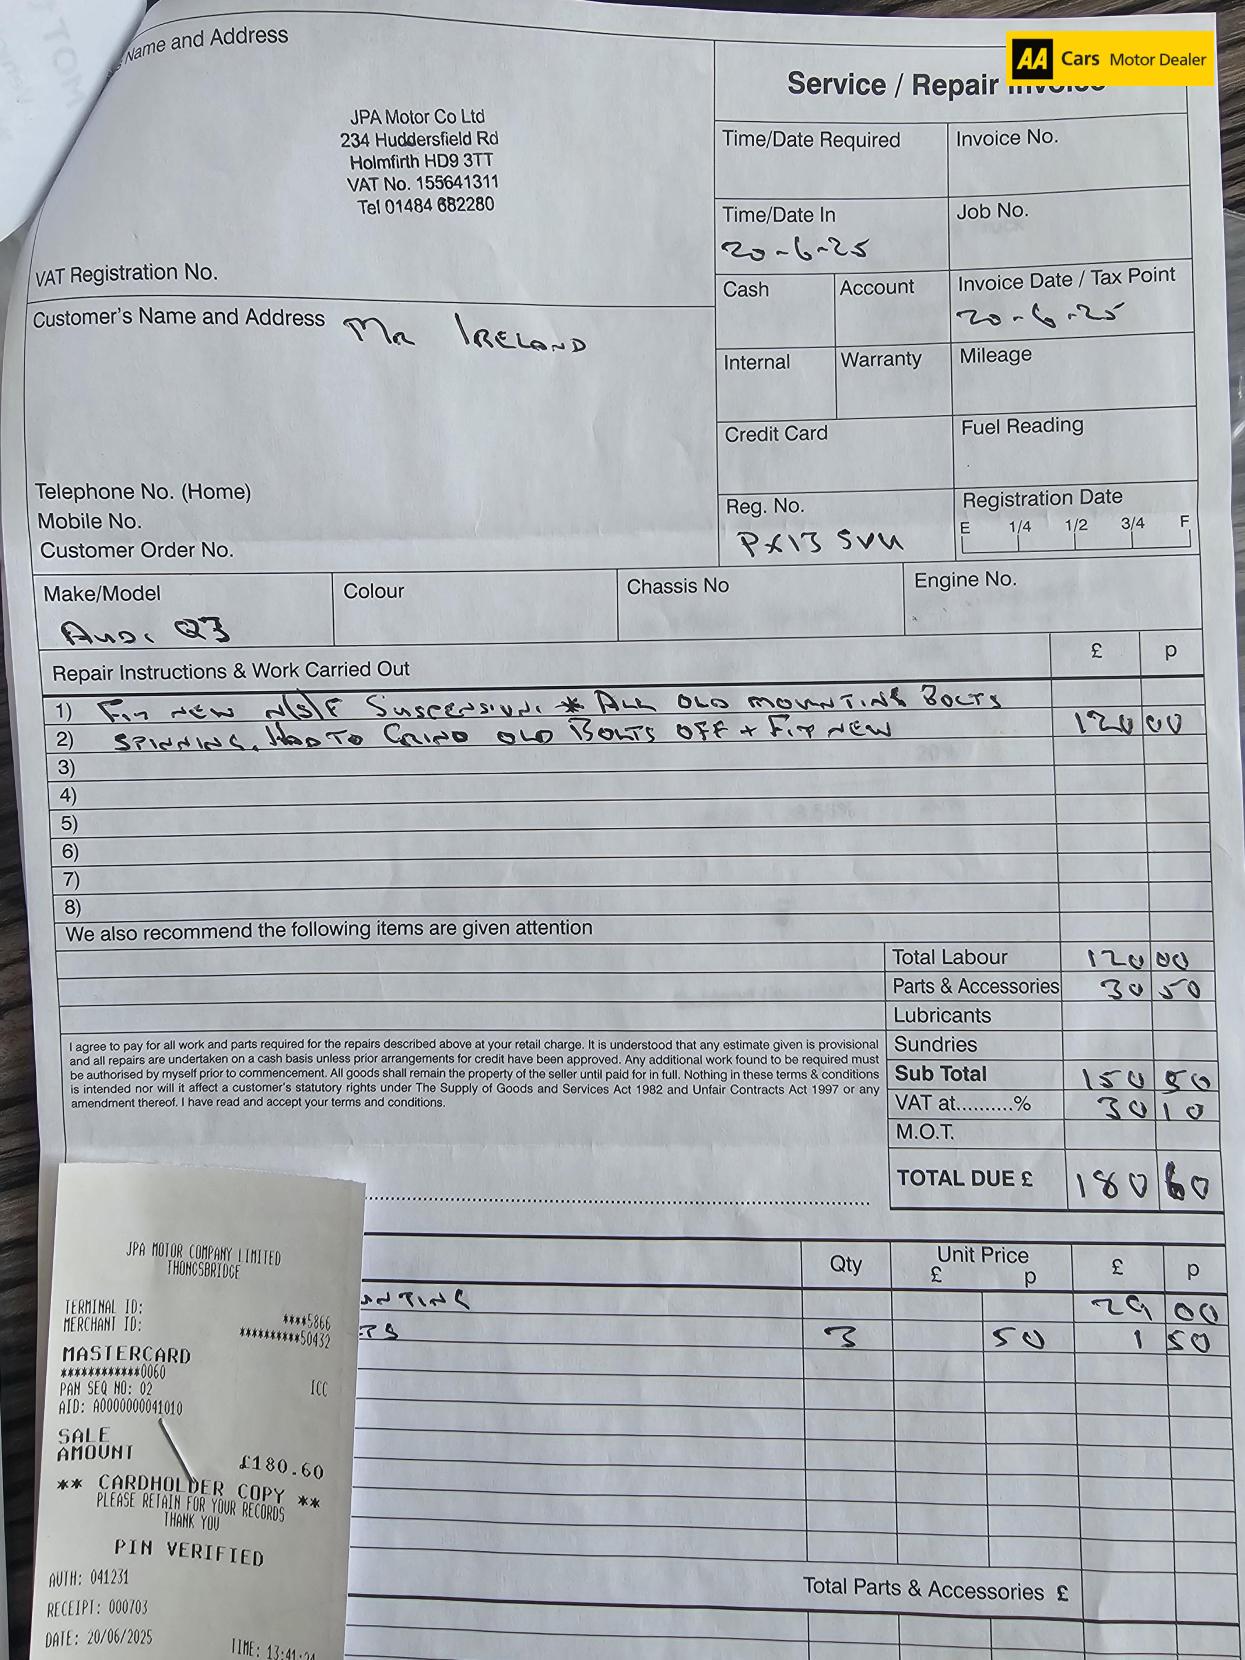 Name and Address
AA Cars Motor Dealer
Service / Repair
JPA Motor Co Ltd
234 Huddersfield Rd
Holmfirth HD9 3TT
VAT No. 155641311
Tel 01484 682280
VAT Registration No.
Time/Date Required
Invoice No.
Time/Date In
20-6-25
Job No.
Cash
Account
Invoice Date / Tax Point
20-6-25
Customer's Name and Address Mr IRELAND
Internal
Warranty
Mileage
Credit Card
Fuel Reading
Telephone No. (Home)
Mobile No.
Customer Order No.
Reg. No.
PX13 SVU
Registration Date
E 1/4 1/2 3/4 F
Make/Model
AUDI Q3
Colour
Chassis No
Engine No.
Repair Instructions & Work Carried Out £ p
1) FIT NEW N/S/F SUSPENSION. * ALL OLD MOUNTING BOLTS
2) SPINNING. HAD TO GRIND OLD BOLTS OFF + FIT NEW 120 00
3)
4)
5)
6)
7)
8)
We also recommend the following items are given attention
Total Labour 120 00
Parts & Accessories 30 50
Lubricants
Sundries
Sub Total 150 50
VAT at..........% 30 10
M.O.T.
TOTAL DUE £ 180 60
I agree to pay for all work and parts required for the repairs described above at your retail charge. It is understood that any estimate given is provisional
and all repairs are undertaken on a cash basis unless prior arrangements for credit have been approved. Any additional work found to be required must
be authorised by myself prior to commencement. All goods shall remain the property of the seller until paid for in full. Nothing in these terms & conditions
is intended nor will it affect a customer's statutory rights under The Supply of Goods and Services Act 1982 and Unfair Contracts Act 1997 or any
amendment thereof. I have read and accept your terms and conditions.
Qty Unit Price £ p £ p
29 00
3 50 1 50
Total Parts & Accessories £
JPA MOTOR COMPANY LIMITED
THONGSBRIDGE
TERMINAL ID: ****5866
MERCHANT ID: **********50432
MASTERCARD
************0060
PAN SEQ NO: 02 ICC
AID: A0000000041010
SALE
AMOUNT £180.60
** CARDHOLDER COPY **
PLEASE RETAIN FOR YOUR RECORDS
THANK YOU
PIN VERIFIED
AUTH: 041231
RECEIPT: 000703
DATE: 20/06/2025
TIME: 13:41